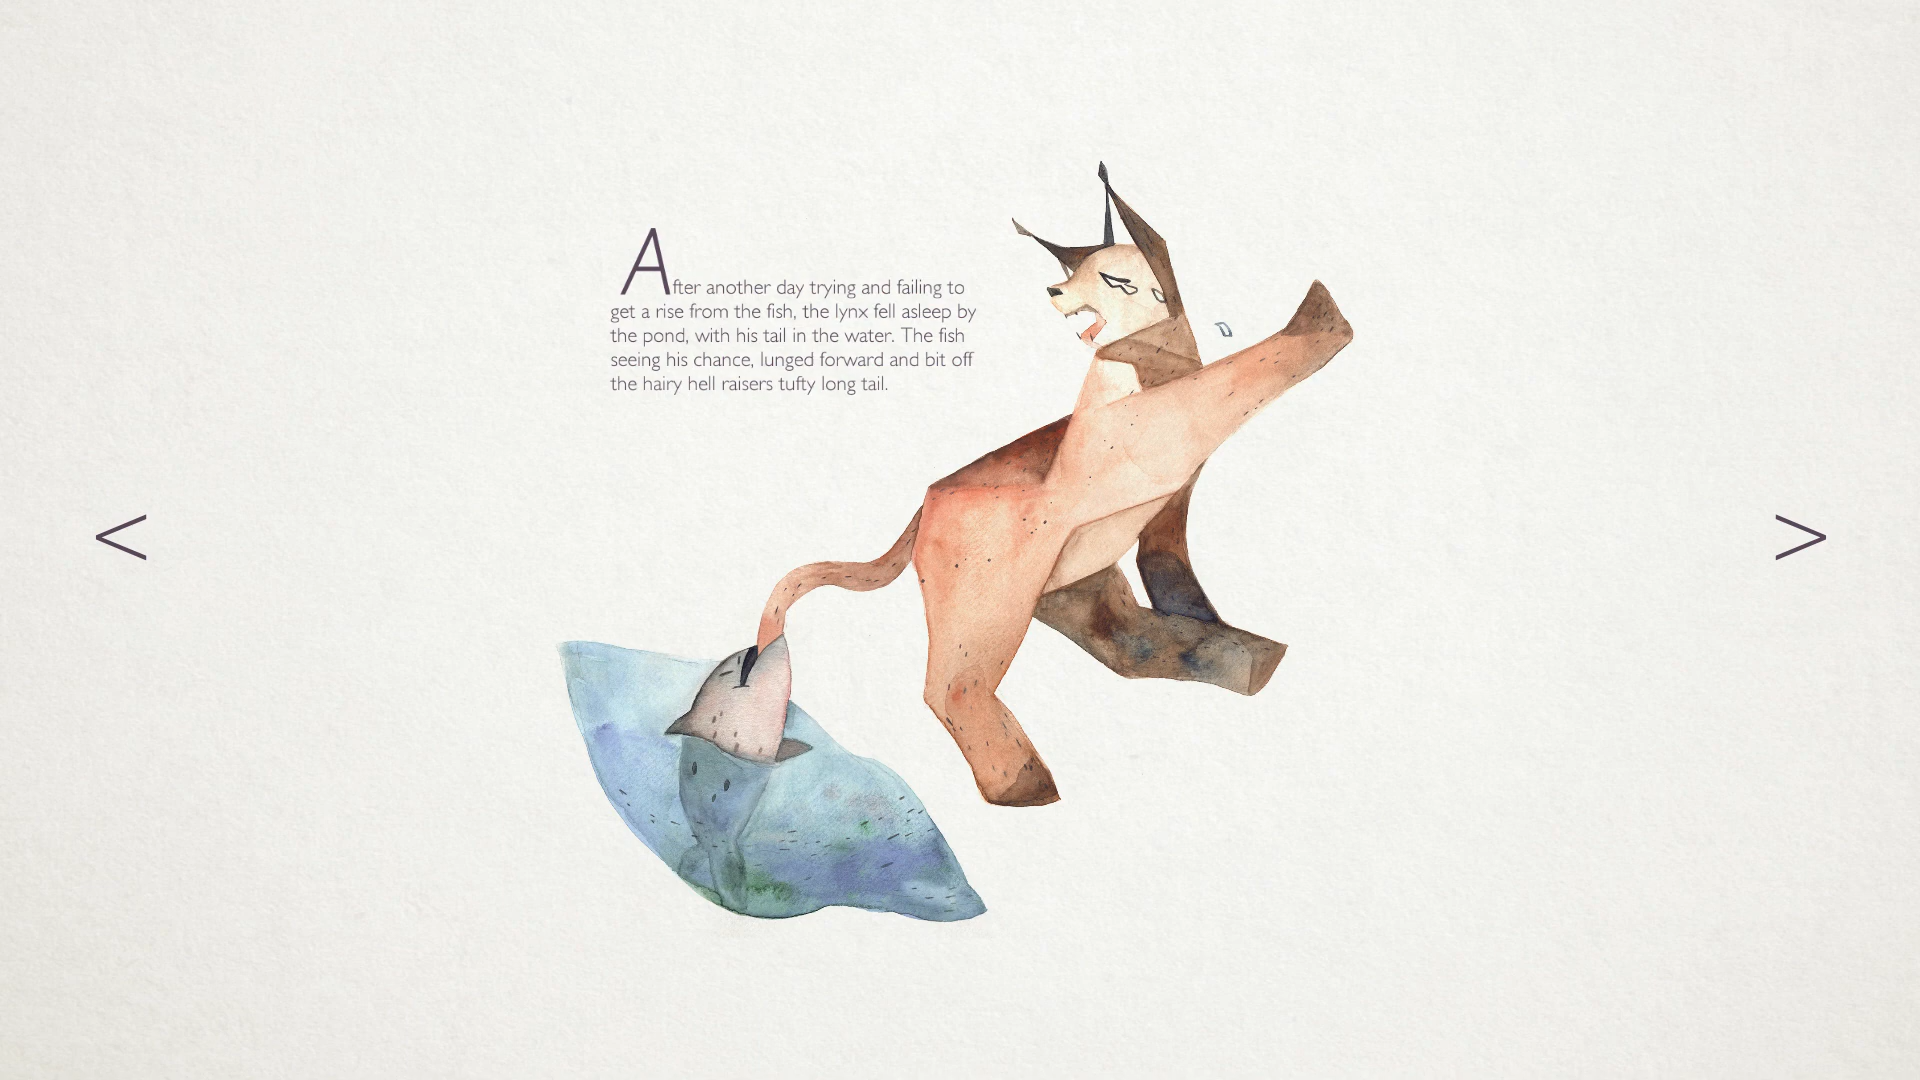 After another day trying and failing to
get a rise from the fish, the lynx fell asleep by
the pond, with his tail in the water. The fish
seeing his chance, lunged forward and bit off
the hairy hell raisers tufty long tail.
< >